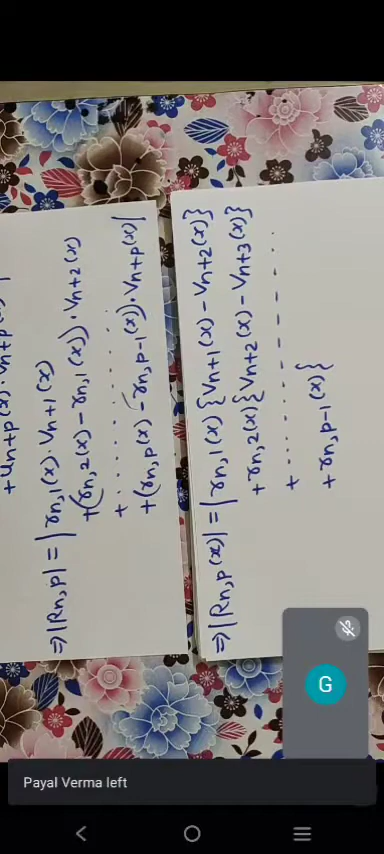 + un+p(x)·vn+p(x)|
⇒|Rn,p| = |rn,1(x)·Vn+1(x)
+(rn,2(x) - rn,1(x))·Vn+2(x)
+ . . . . . . . . . .
+(rn,p(x) - rn,p-1(x))·Vn+p(x)|
⇒|Rn,p(x)| = |rn,1(x){Vn+1(x) - Vn+2(x)}
+ rn,2(x){Vn+2(x) - Vn+3(x)}
+ . . . . . . . . . . . .
+ rn,p-1(x){
G
Payal Verma left